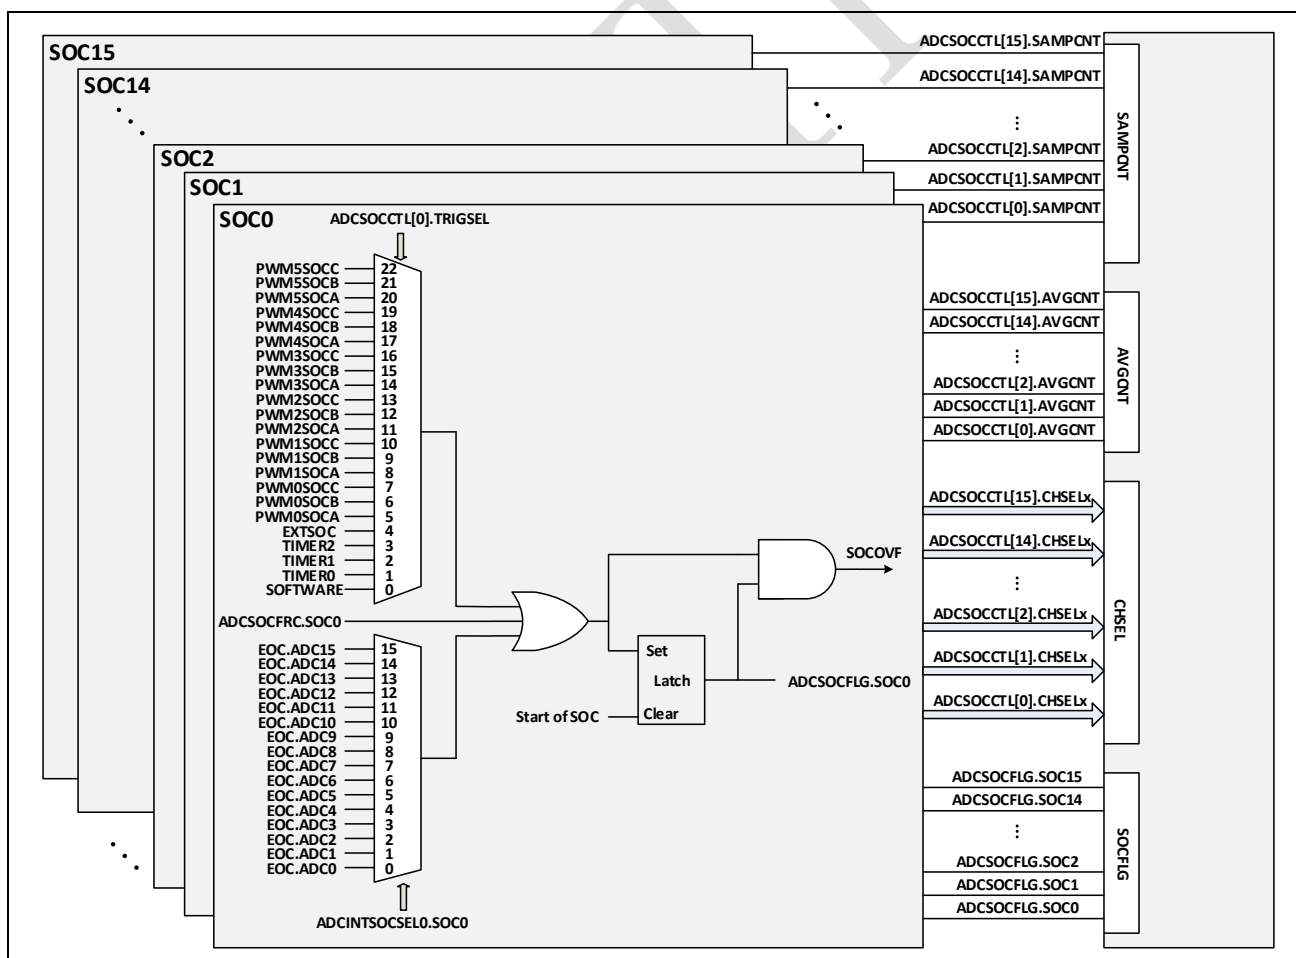 SOC15
SOC14
SOC2
SOC1
SOC0
ADCSOCCTL[0].TRIGSEL
PWM5SOCC 22
PWM5SOCB 21
PWM5SOCA 20
PWM4SOCC 19
PWM4SOCB 18
PWM4SOCA 17
PWM3SOCC 16
PWM3SOCB 15
PWM3SOCA 14
PWM2SOCC 13
PWM2SOCB 12
PWM2SOCA 11
PWM1SOCC 10
PWM1SOCB 9
PWM1SOCA 8
PWM0SOCC 7
PWM0SOCB 6
PWM0SOCA 5
EXTSOC 4
TIMER2 3
TIMER1 2
TIMER0 1
SOFTWARE 0
ADCSOCFRC.SOC0
EOC.ADC15 15
EOC.ADC14 14
EOC.ADC13 13
EOC.ADC12 12
EOC.ADC11 11
EOC.ADC10 10
EOC.ADC9 9
EOC.ADC8 8
EOC.ADC7 7
EOC.ADC6 6
EOC.ADC5 5
EOC.ADC4 4
EOC.ADC3 3
EOC.ADC2 2
EOC.ADC1 1
EOC.ADC0 0
ADCINTSOCSEL0.SOC0
SOCOVF
Set
Latch
Clear
Start of SOC
ADCSOCFLG.SOC0
ADCSOCCTL[15].SAMPCNT
ADCSOCCTL[14].SAMPCNT
ADCSOCCTL[2].SAMPCNT
ADCSOCCTL[1].SAMPCNT
ADCSOCCTL[0].SAMPCNT
SAMPCNT
ADCSOCCTL[15].AVGCNT
ADCSOCCTL[14].AVGCNT
ADCSOCCTL[2].AVGCNT
ADCSOCCTL[1].AVGCNT
ADCSOCCTL[0].AVGCNT
AVGCNT
ADCSOCCTL[15].CHSELx
ADCSOCCTL[14].CHSELx
ADCSOCCTL[2].CHSELx
ADCSOCCTL[1].CHSELx
ADCSOCCTL[0].CHSELx
CHSEL
ADCSOCFLG.SOC15
ADCSOCFLG.SOC14
ADCSOCFLG.SOC2
ADCSOCFLG.SOC1
ADCSOCFLG.SOC0
SOCFLG